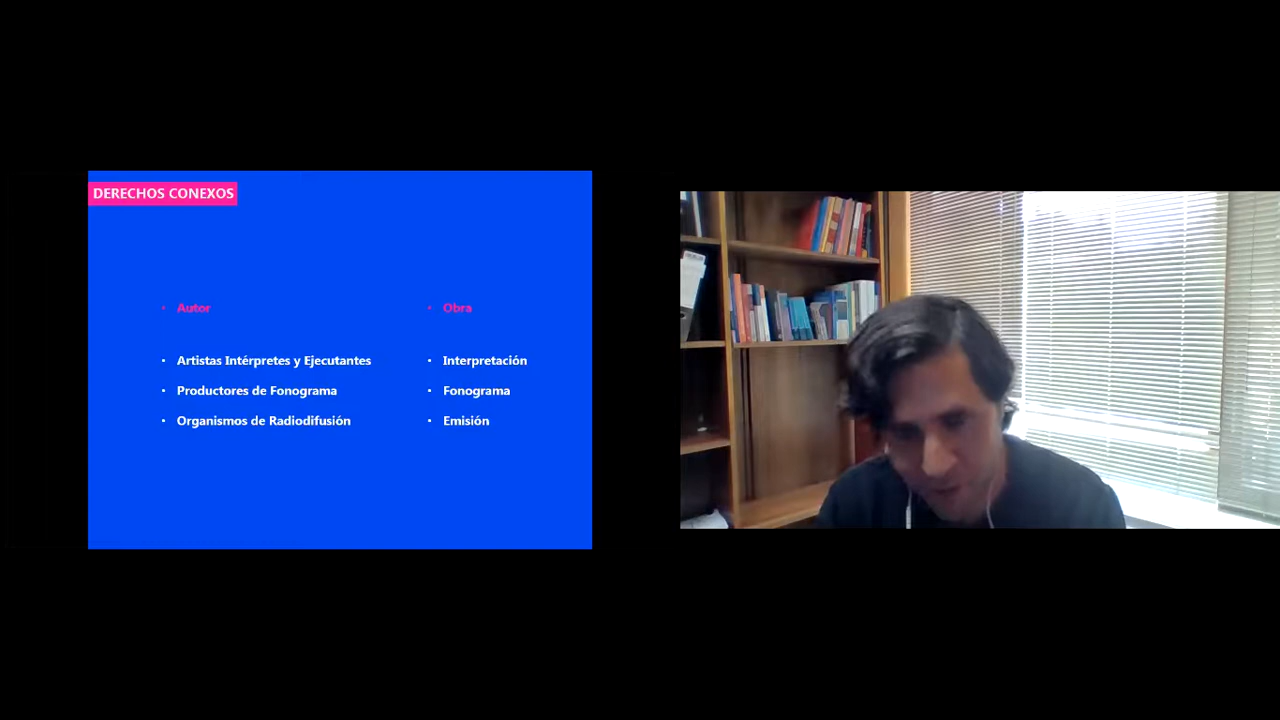 DERECHOS CONEXOS
• Autor
• Obra
• Artistas Intérpretes y Ejecutantes
• Interpretación
• Productores de Fonograma
• Fonograma
• Organismos de Radiodifusión
• Emisión